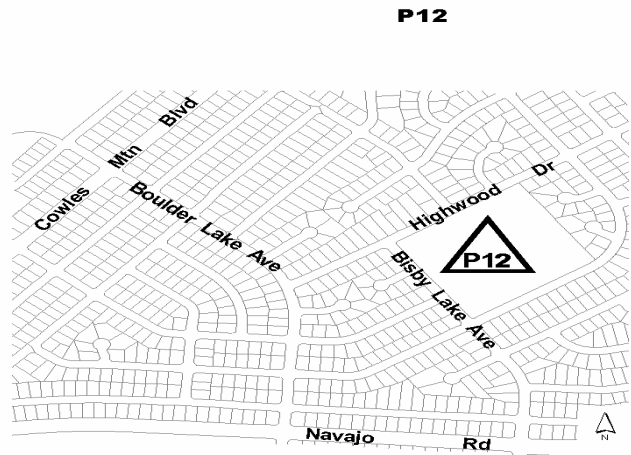 P12
Cowles Mtn Blvd
Boulder Lake Ave
Highwood Dr
P12
Bisby Lake Ave
Navajo Rd
N